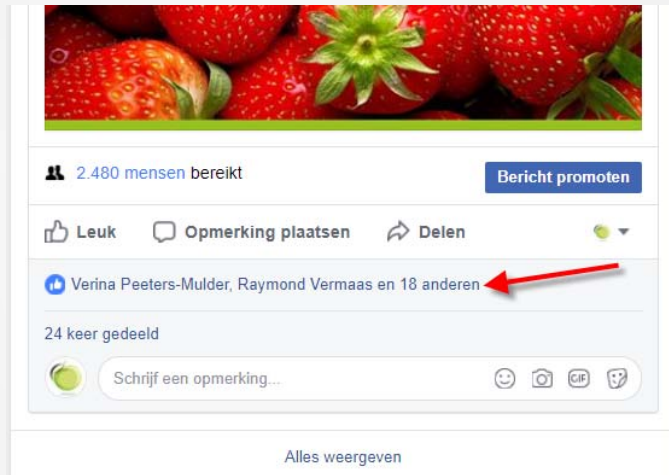 2.480 mensen bereikt
Bericht promoten
Leuk Opmerking plaatsen Delen
Verina Peeters-Mulder, Raymond Vermaas en 18 anderen
24 keer gedeeld
Schrijf een opmerking...
GIF
Alles weergeven